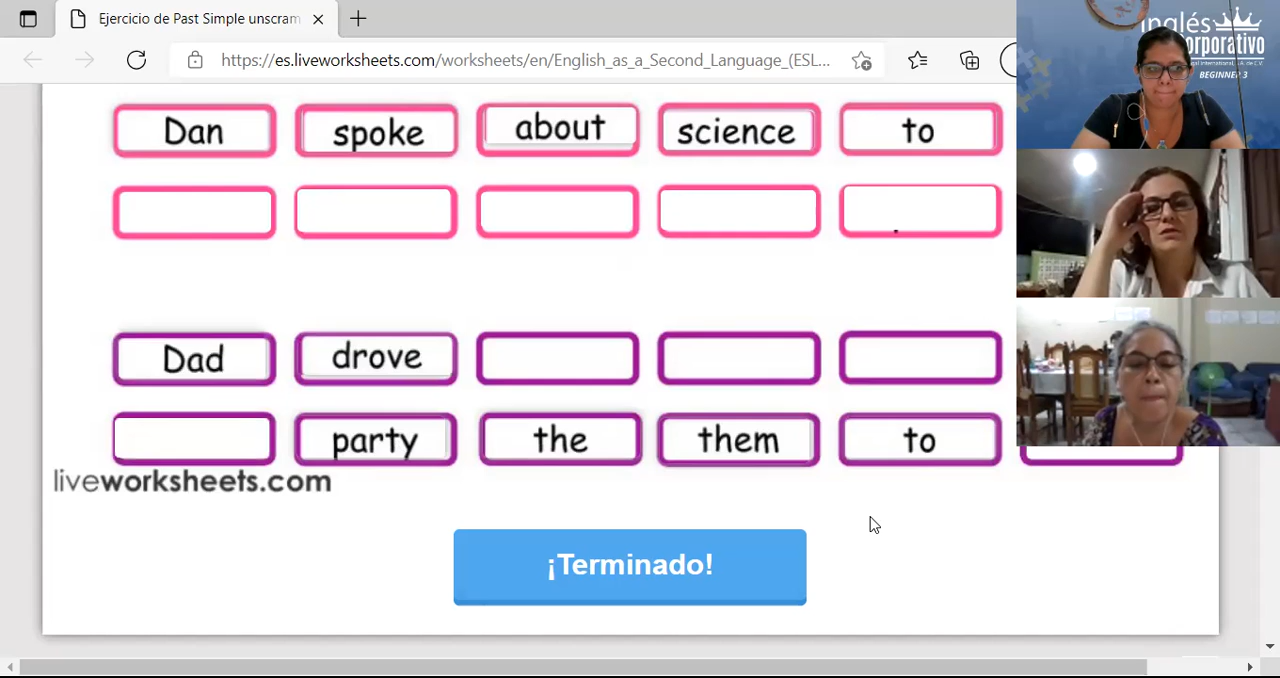 Ejercicio de Past Simple unscram
https://es.liveworksheets.com/worksheets/en/English_as_a_Second_Language_(ESL...
inglés
orporativo
BEGINNER 3
Dan spoke about science to
.
Dad drove
party the them to
liveworksheets.com
¡Terminado!